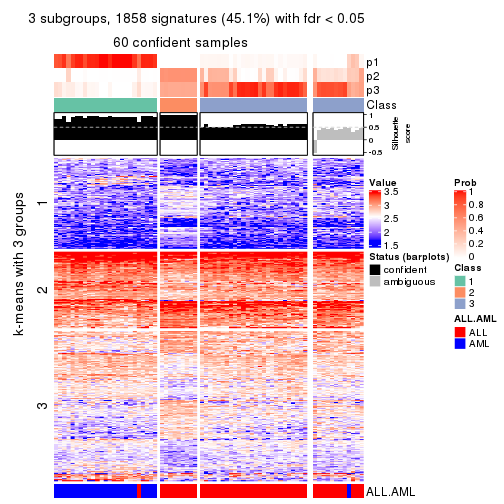 3 subgroups, 1858 signatures (45.1%) with fdr < 0.05
60 confident samples
p1
p2
p3
Class
1
0.5
0
-0.5
Silhouette
score
k-means with 3 groups
1
2
3
ALL.AML
Value
3.5
3
2.5
2
1.5
Status (barplots)
confident
ambiguous
Prob
1
0.8
0.6
0.4
0.2
0
Class
1
2
3
ALL.AML
ALL
AML